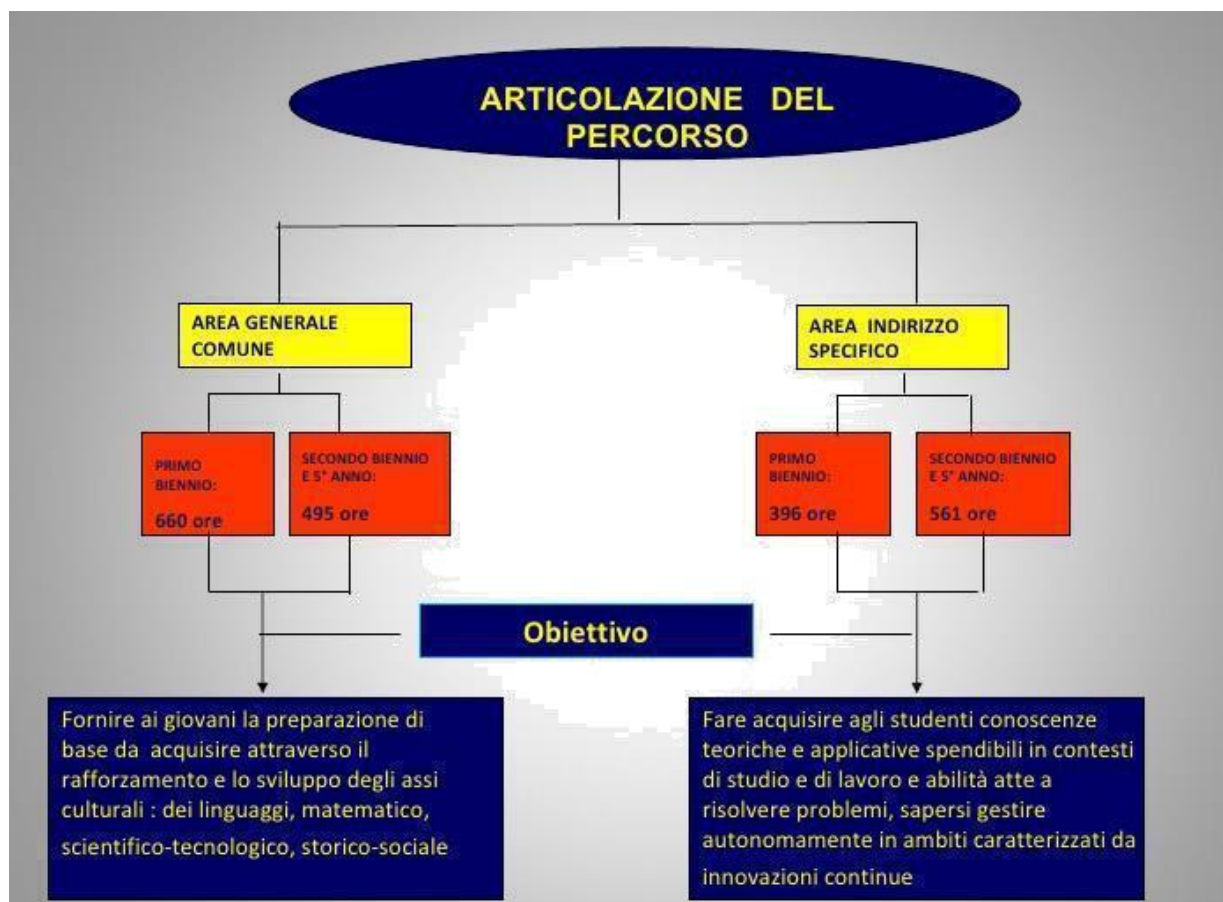 ARTICOLAZIONE DEL
PERCORSO
AREA GENERALE
COMUNE
AREA INDIRIZZO
SPECIFICO
PRIMO
BIENNIO:
660 ore
SECONDO BIENNIO
E 5° ANNO:
495 ore
PRIMO
BIENNIO:
396 ore
SECONDO BIENNIO
E 5° ANNO:
561 ore
Obiettivo
Fornire ai giovani la preparazione di
base da acquisire attraverso il
rafforzamento e lo sviluppo degli assi
culturali : dei linguaggi, matematico,
scientifico-tecnologico, storico-sociale
Fare acquisire agli studenti conoscenze
teoriche e applicative spendibili in contesti
di studio e di lavoro e abilità atte a
risolvere problemi, sapersi gestire
autonomamente in ambiti caratterizzati da
innovazioni continue